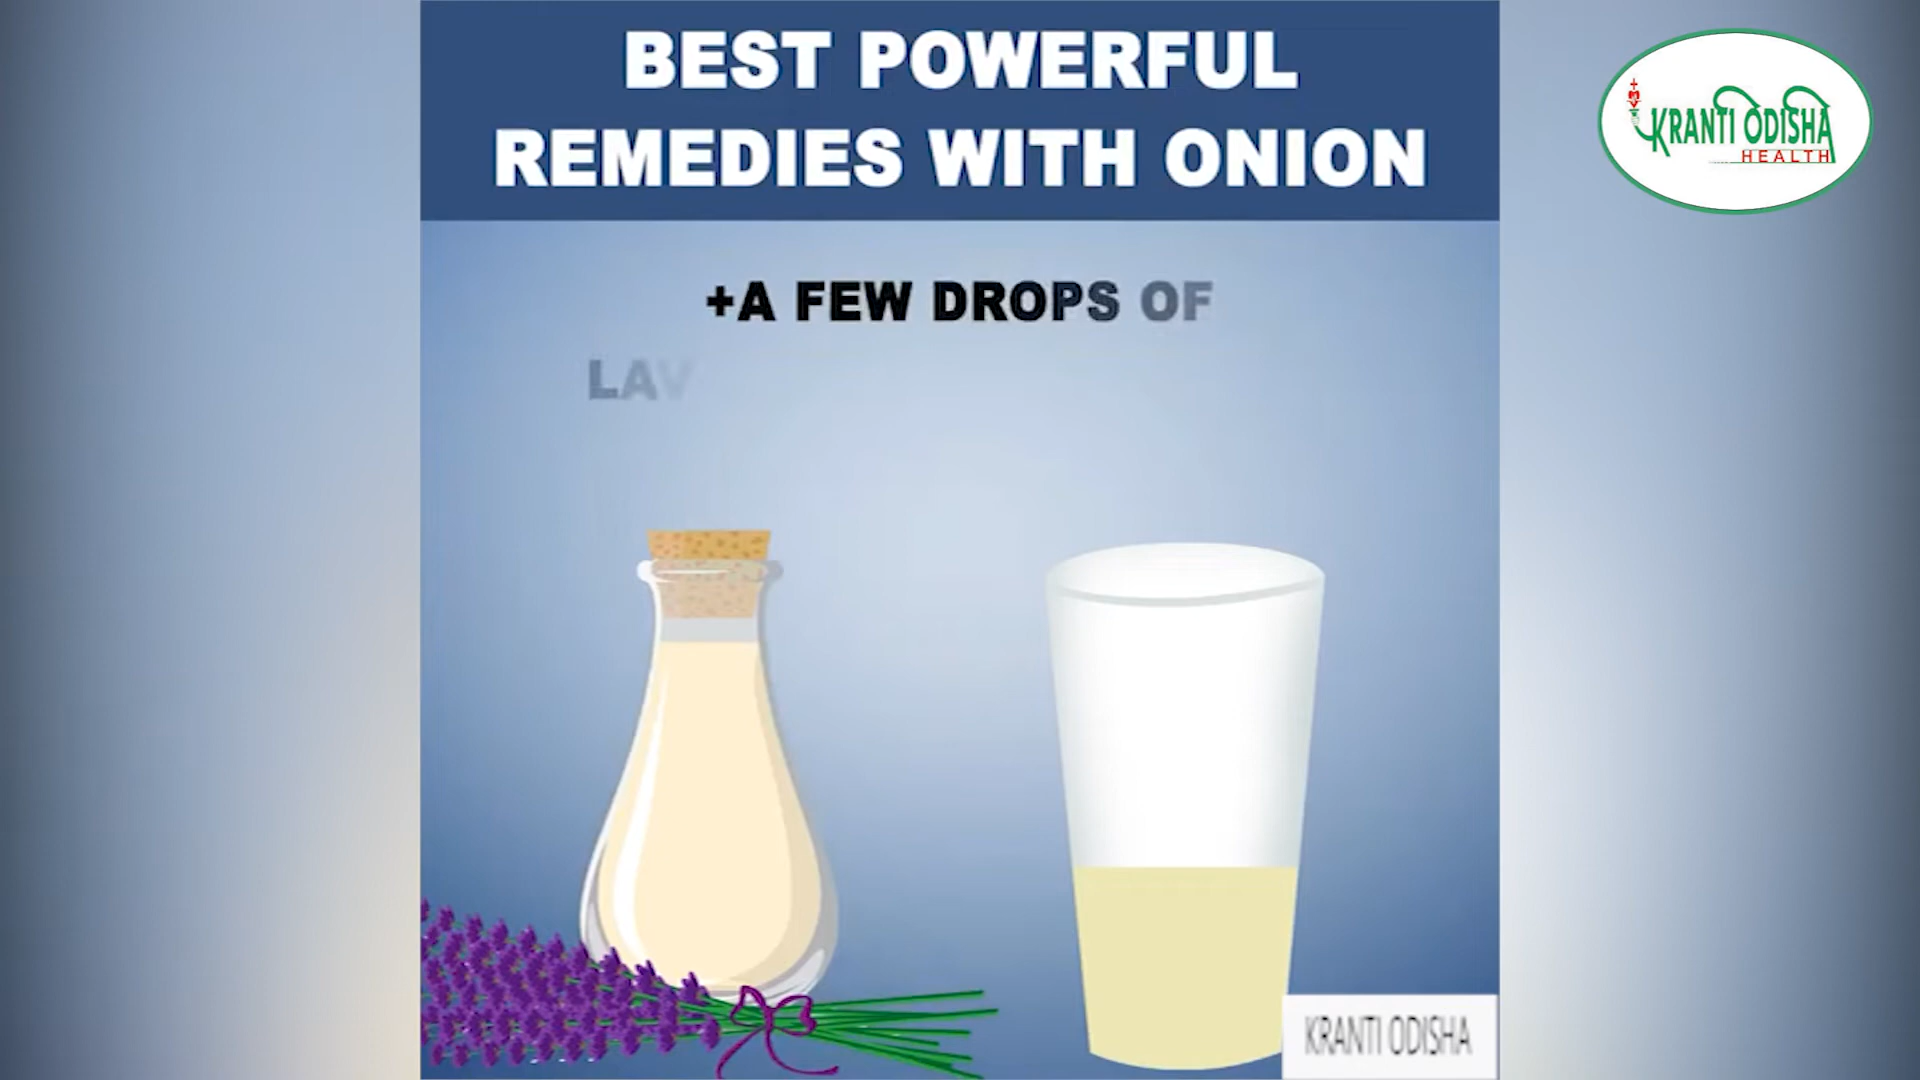 BEST POWERFUL
REMEDIES WITH ONION
KRANTI ODISHA
HEALTH
+A FEW DROPS OF
LAV
KRANTI ODISHA